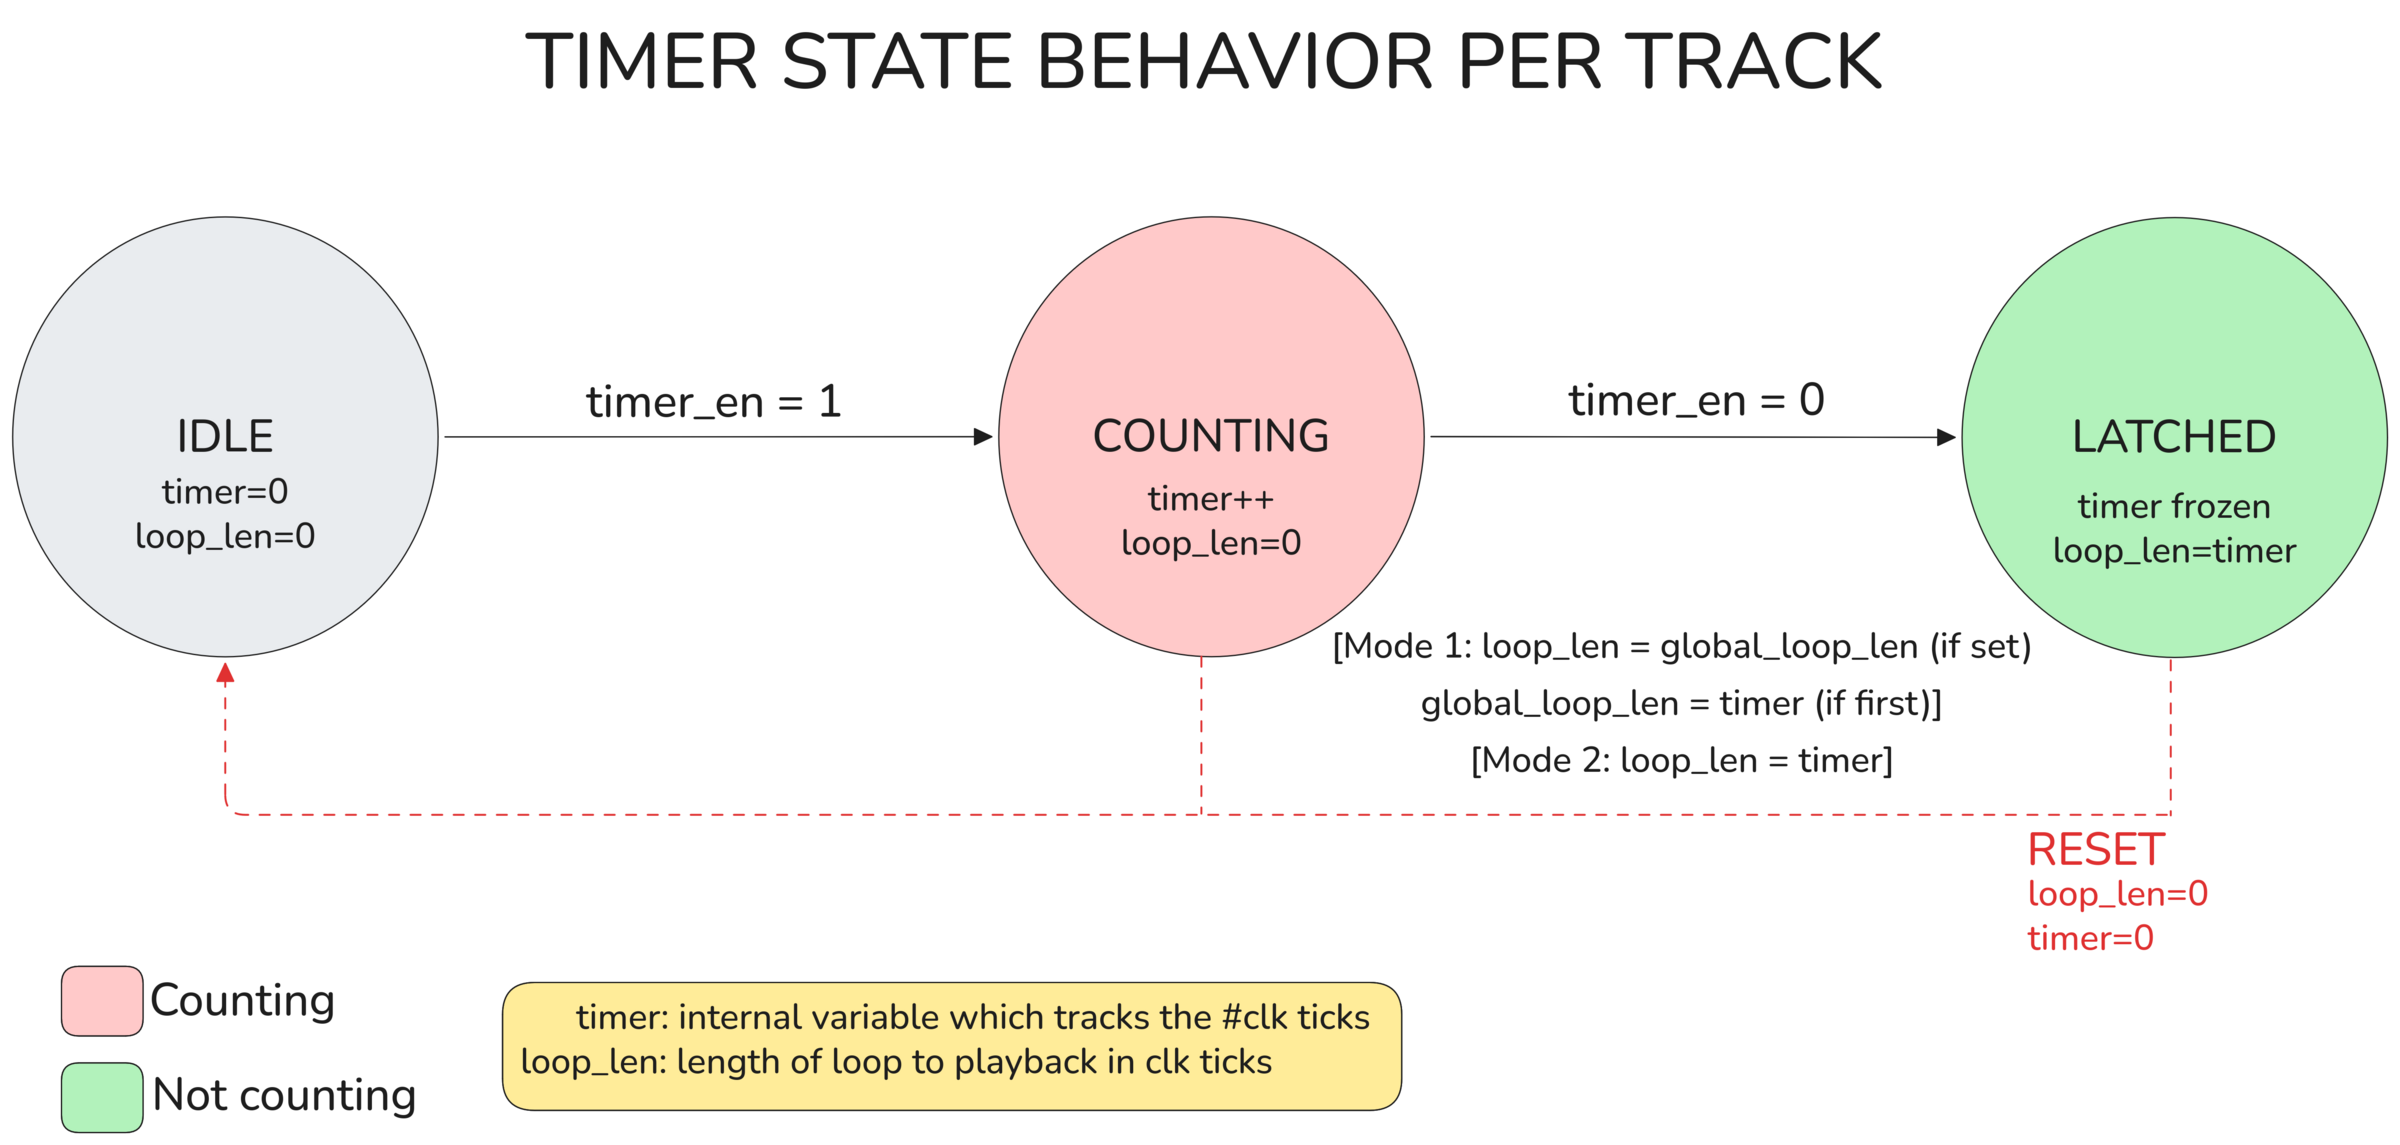 TIMER STATE BEHAVIOR PER TRACK
IDLE
timer=0
loop_len=0
timer_en = 1
COUNTING
timer++
loop_len=0
timer_en = 0
LATCHED
timer frozen
loop_len=timer
[Mode 1: loop_len = global_loop_len (if set)
global_loop_len = timer (if first)]
[Mode 2: loop_len = timer]
RESET
loop_len=0
timer=0
Counting
Not counting
timer: internal variable which tracks the #clk ticks
loop_len: length of loop to playback in clk ticks